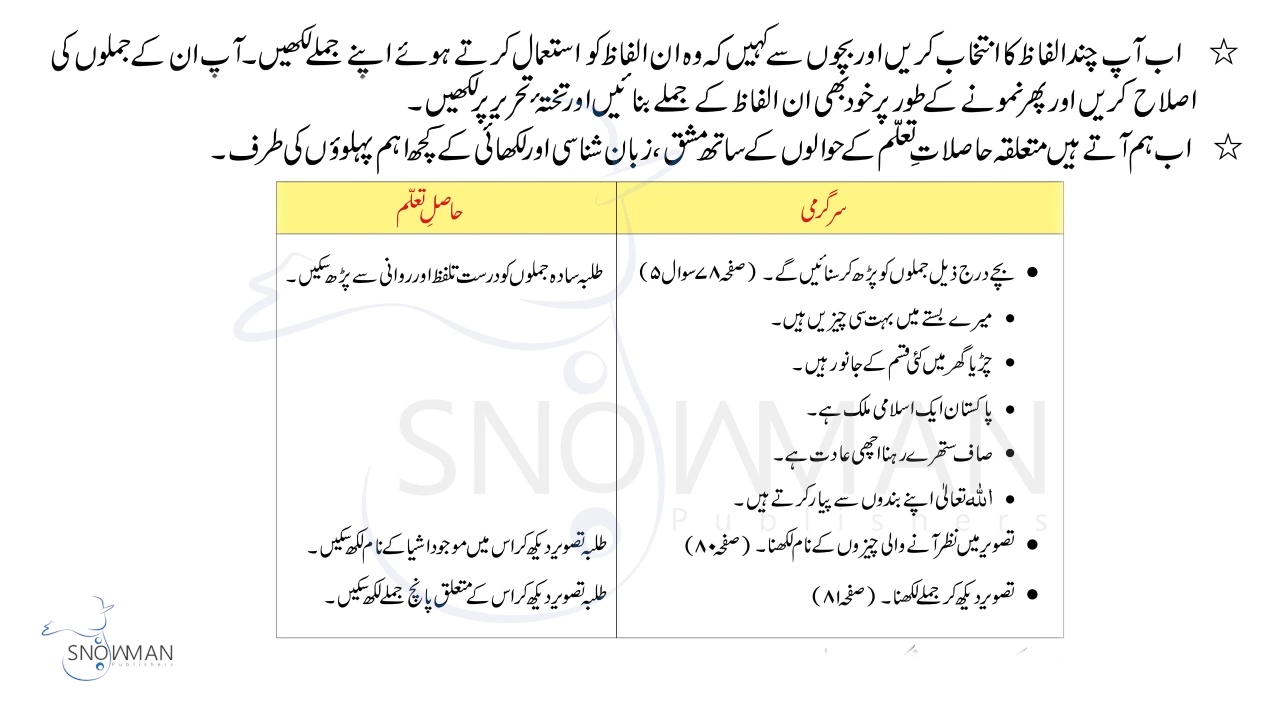 ☆ اب آپ چند الفاظ کا انتخاب کریں اور بچوں سے کہیں کہ وہ ان الفاظ کو استعمال کرتے ہوئے اپنے جملے لکھیں۔ آپ ان کے جملوں کی
اصلاح کریں اور پھر نمونے کے طور پر خود بھی ان الفاظ کے جملے بنائیں اور تختۂ تحریر پر لکھیں۔
☆ اب ہم آتے ہیں متعلقہ حاصلاتِ تعلّم کے حوالوں کے ساتھ مشق، زبان شناسی اور لکھائی کے کچھ اہم پہلوؤں کی طرف۔
سرگرمی
حاصلِ تعلّم
● بچے درج ذیل جملوں کو پڑھ کر سنائیں گے۔ (صفحہ ۷۸ سوال ۵)
طلبہ سادہ جملوں کو درست تلفظ اور روانی سے پڑھ سکیں۔
● میرے بستے میں بہت سی چیزیں ہیں۔
● چڑیا گھر میں کئی قسم کے جانور ہیں۔
● پاکستان ایک اسلامی ملک ہے۔
● صاف ستھرے رہنا اچھی عادت ہے۔
● اللہ تعالیٰ اپنے بندوں سے پیار کرتے ہیں۔
● تصویر میں نظر آنے والی چیزوں کے نام لکھنا۔ (صفحہ ۸۰)
طلبہ تصویر دیکھ کر اس میں موجود اشیا کے نام لکھ سکیں۔
● تصویر دیکھ کر جملے لکھنا۔ (صفحہ ۸۱)
طلبہ تصویر دیکھ کر اس کے متعلق پانچ جملے لکھ سکیں۔
SNOWMAN
Publishers
SNOWMAN
Publishers